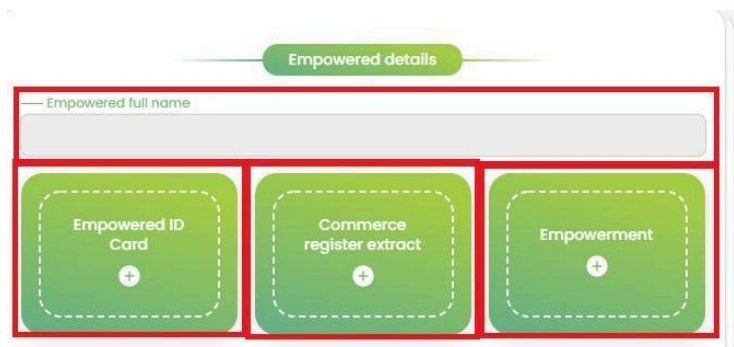 Empowered details
Empowered full name
Empowered ID
Card
Commerce
register extract
Empowerment